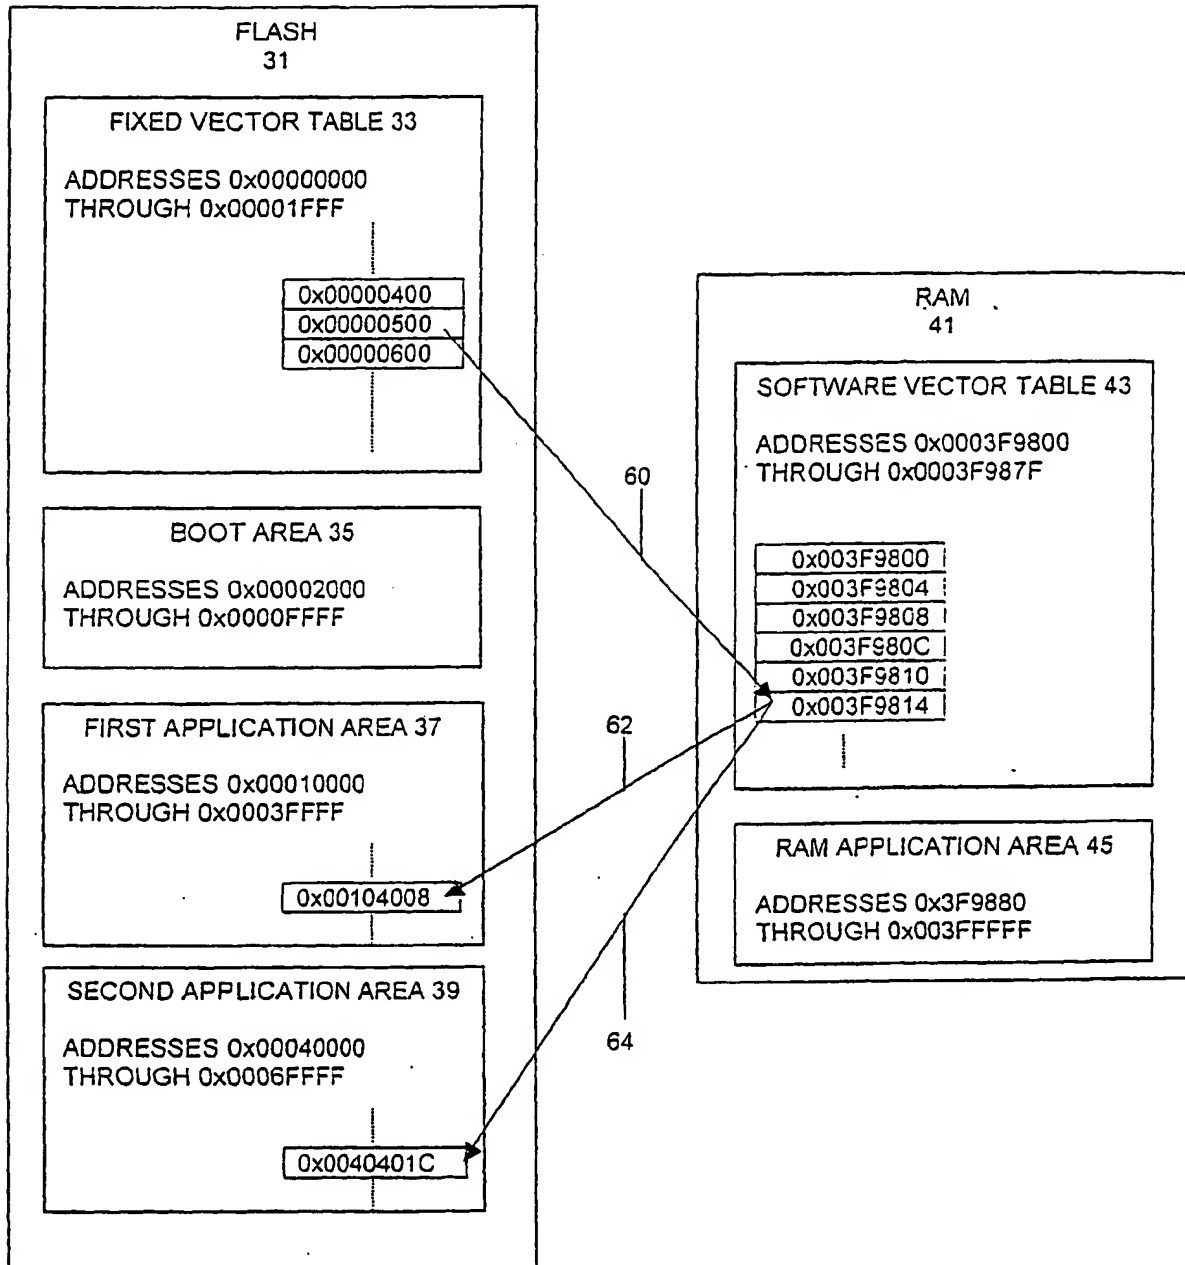 FLASH
31
FIXED VECTOR TABLE 33
ADDRESSES 0x00000000
THROUGH 0x00001FFF
0x00000400
0x00000500
0x00000600
BOOT AREA 35
ADDRESSES 0x00002000
THROUGH 0x0000FFFF
FIRST APPLICATION AREA 37
ADDRESSES 0x00010000
THROUGH 0x0003FFFF
0x00104008
SECOND APPLICATION AREA 39
ADDRESSES 0x00040000
THROUGH 0x0006FFFF
0x0040401C
60
62
64
RAM
41
SOFTWARE VECTOR TABLE 43
ADDRESSES 0x0003F9800
THROUGH 0x0003F987F
0x003F9800
0x003F9804
0x003F9808
0x003F980C
0x003F9810
0x003F9814
RAM APPLICATION AREA 45
ADDRESSES 0x3F9880
THROUGH 0x003FFFFF